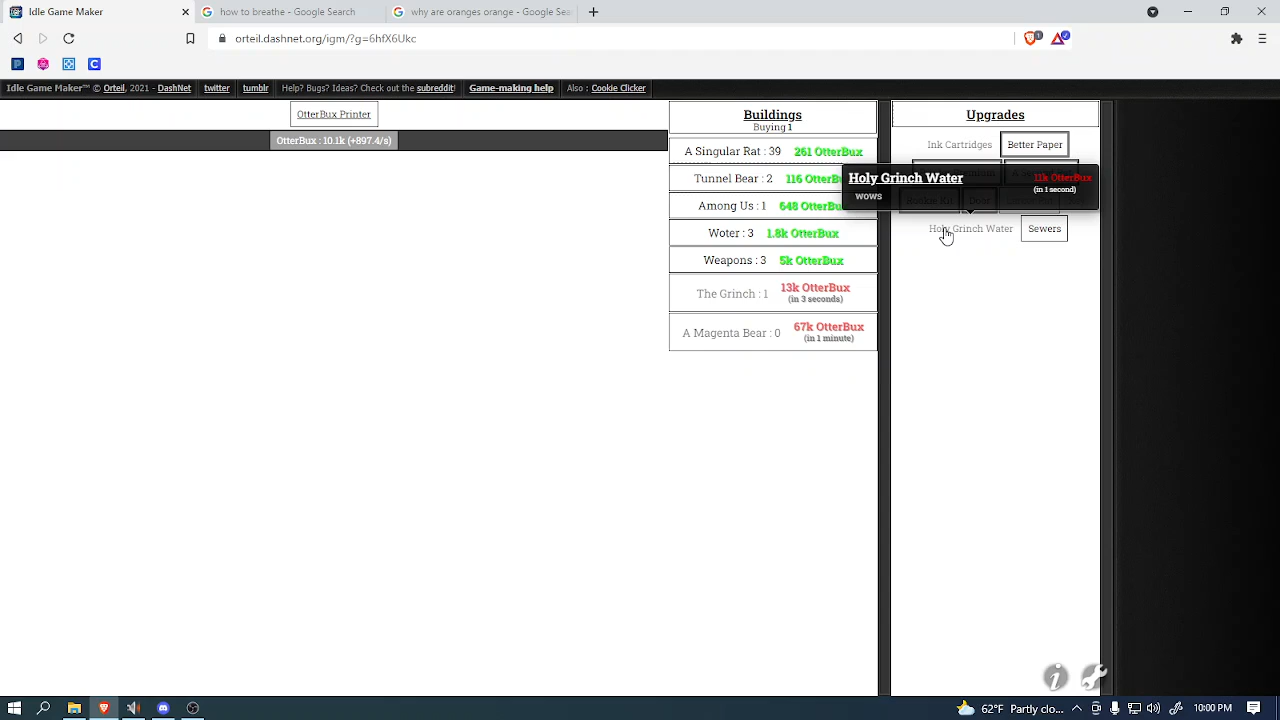 Idle Game Maker
how to breathe - Google Search
why are oranges orange - Google Sea
orteil.dashnet.org/igm/?g=6hfX6Ukc
Idle Game Maker™ © Orteil, 2021 - DashNet
twitter
tumblr
Help? Bugs? Ideas? Check out the subreddit!
Game-making help
Also : Cookie Clicker
OtterBux Printer
OtterBux : 10.1k (+897.4/s)
Buildings
Buying 1
A Singular Rat : 39 261 OtterBux
Tunnel Bear : 2 116 OtterB
Among Us : 1 648 OtterBu
Woter : 3 1.8k OtterBux
Weapons : 3 5k OtterBux
The Grinch : 1 13k OtterBux
(in 3 seconds)
A Magenta Bear : 0 67k OtterBux
(in 1 minute)
Upgrades
Ink Cartridges Better Paper
Holy Grinch Water 11k OtterBux
(in 1 second)
wows
Door
Holy Grinch Water Sewers
62°F Partly clo...
10:00 PM